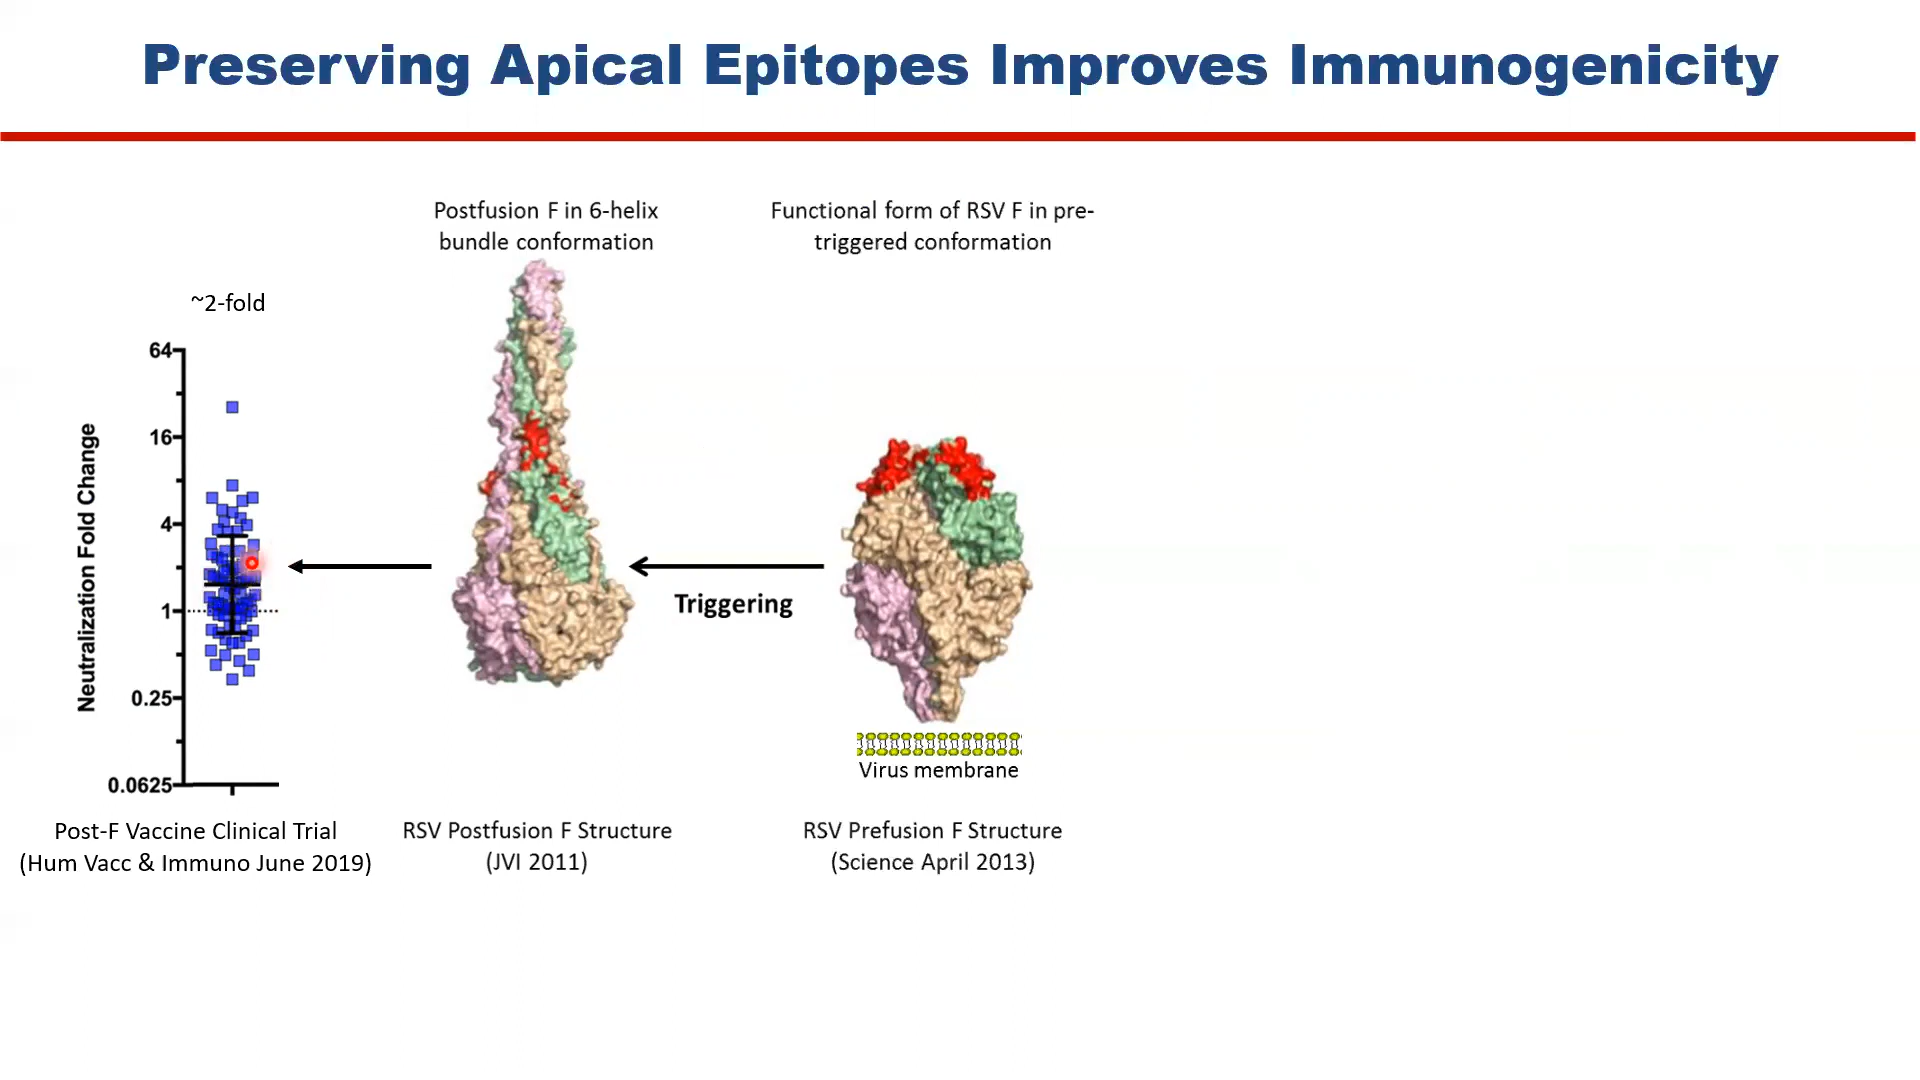 Preserving Apical Epitopes Improves Immunogenicity
Postfusion F in 6-helix
bundle conformation
Functional form of RSV F in pre-
triggered conformation
~2-fold
64
16
4
1
0.25
0.0625
Neutralization Fold Change
Triggering
Virus membrane
Post-F Vaccine Clinical Trial
(Hum Vacc & Immuno June 2019)
RSV Postfusion F Structure
(JVI 2011)
RSV Prefusion F Structure
(Science April 2013)